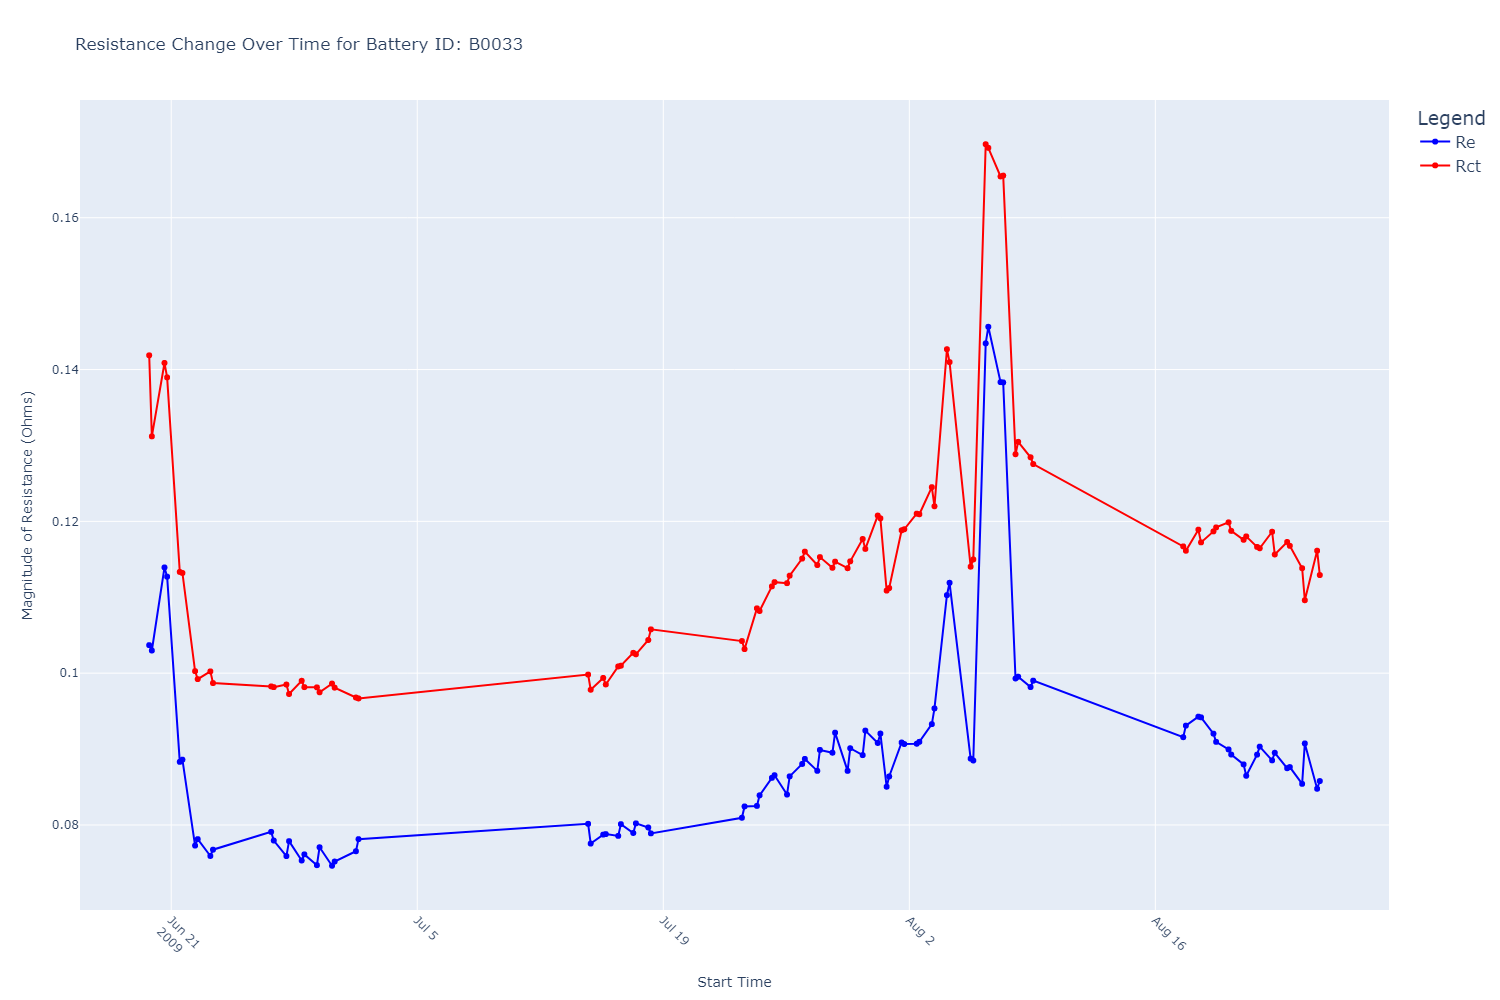 Resistance Change Over Time for Battery ID: B0033
Legend
Re
Rct
Magnitude of Resistance (Ohms)
0.16
0.14
0.12
0.1
0.08
Jun 21
2009
Jul 5
Jul 19
Aug 2
Aug 16
Start Time